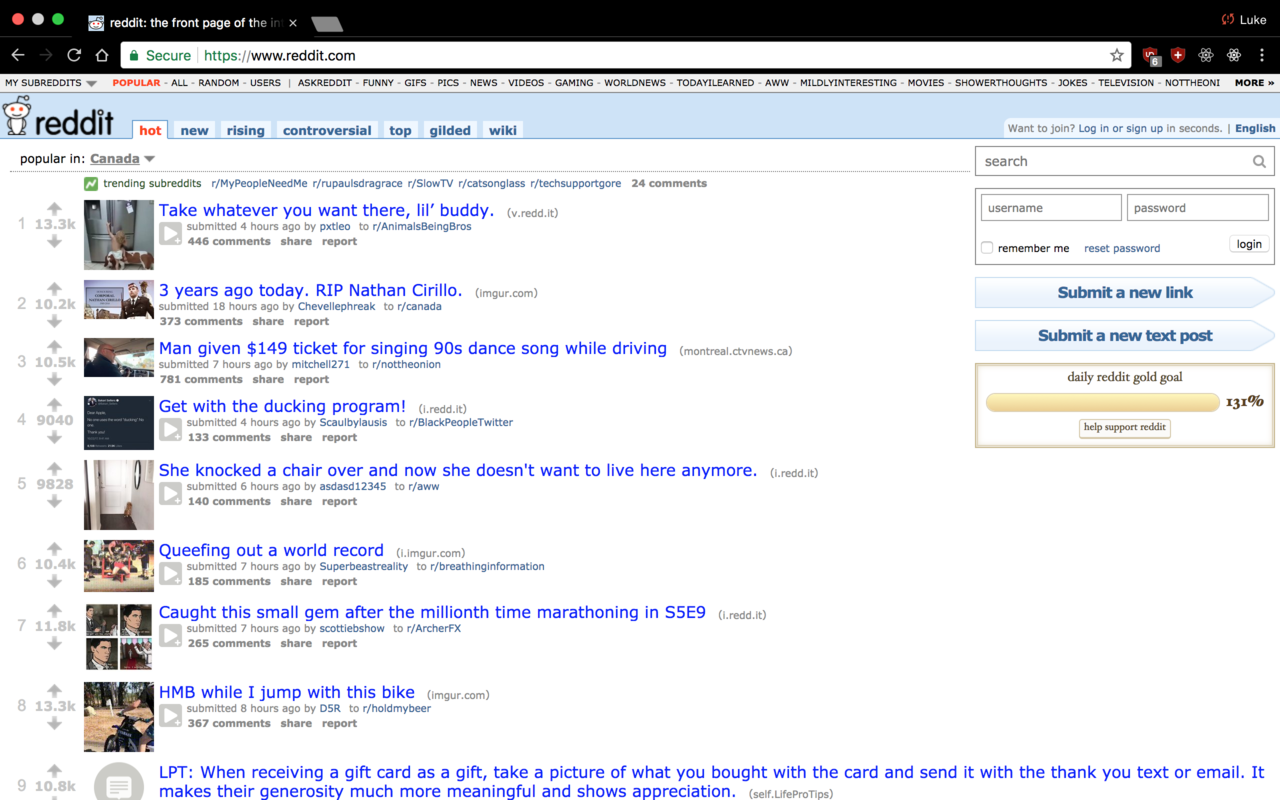 reddit: the front page of the in
Luke
Secure https://www.reddit.com
6
MY SUBREDDITS POPULAR - ALL - RANDOM - USERS | ASKREDDIT - FUNNY - GIFS - PICS - NEWS - VIDEOS - GAMING - WORLDNEWS - TODAYILEARNED - AWW - MILDLYINTERESTING - MOVIES - SHOWERTHOUGHTS - JOKES - TELEVISION - NOTTHEONI MORE »
reddit hot new rising controversial top gilded wiki
Want to join? Log in or sign up in seconds. | English
popular in: Canada
trending subreddits r/MyPeopleNeedMe r/rupaulsdragrace r/SlowTV r/catsonglass r/techsupportgore 24 comments
1 13.3k
Take whatever you want there, lil’ buddy. (v.redd.it)
submitted 4 hours ago by pxtleo to r/AnimalsBeingBros
446 comments share report
2 10.2k
3 years ago today. RIP Nathan Cirillo. (imgur.com)
submitted 18 hours ago by Chevellephreak to r/canada
373 comments share report
3 10.5k
Man given $149 ticket for singing 90s dance song while driving (montreal.ctvnews.ca)
submitted 7 hours ago by mitchell271 to r/nottheonion
781 comments share report
4 9040
Get with the ducking program! (i.redd.it)
submitted 4 hours ago by Scaulbylausis to r/BlackPeopleTwitter
133 comments share report
5 9828
She knocked a chair over and now she doesn't want to live here anymore. (i.redd.it)
submitted 6 hours ago by asdasd12345 to r/aww
140 comments share report
6 10.4k
Queefing out a world record (i.imgur.com)
submitted 7 hours ago by Superbeastreality to r/breathinginformation
185 comments share report
7 11.8k
Caught this small gem after the millionth time marathoning in S5E9 (i.redd.it)
submitted 7 hours ago by scottiebshow to r/ArcherFX
265 comments share report
8 13.3k
HMB while I jump with this bike (imgur.com)
submitted 8 hours ago by D5R to r/holdmybeer
367 comments share report
9 10.8k
LPT: When receiving a gift card as a gift, take a picture of what you bought with the card and send it with the thank you text or email. It
makes their generosity much more meaningful and shows appreciation. (self.LifeProTips)
search
username password
remember me reset password login
Submit a new link
Submit a new text post
daily reddit gold goal
131%
help support reddit